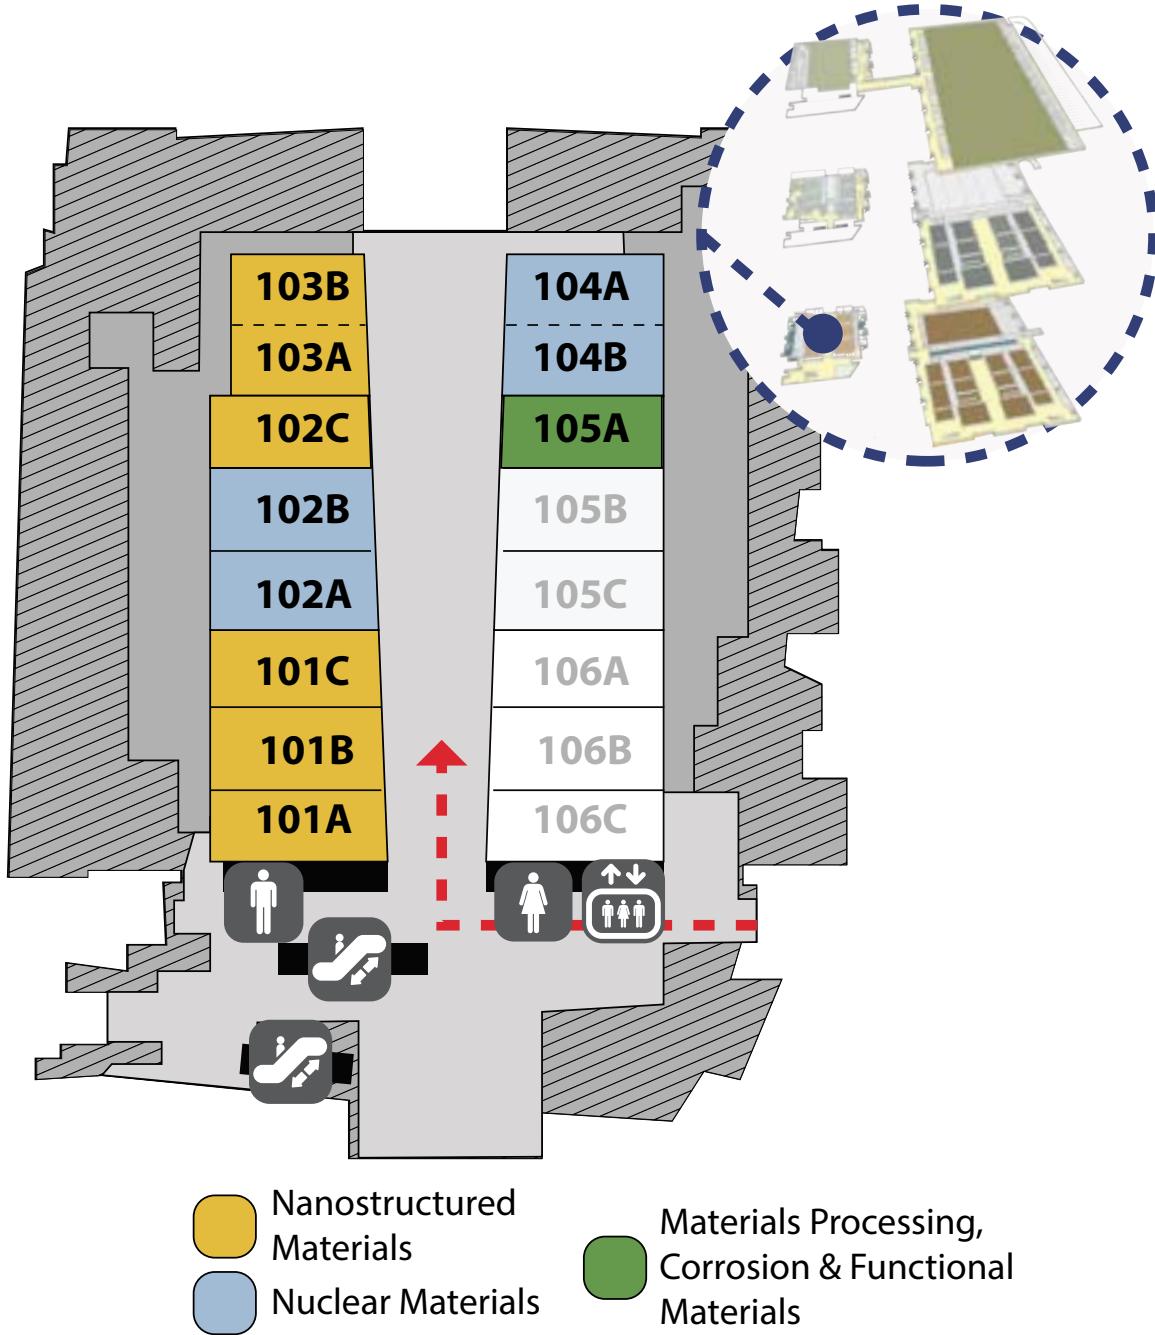 103B
104A
103A
104B
102C
105A
102B
105B
102A
105C
101C
106A
101B
106B
101A
106C
Nanostructured
Materials
Nuclear Materials
Materials Processing,
Corrosion & Functional
Materials